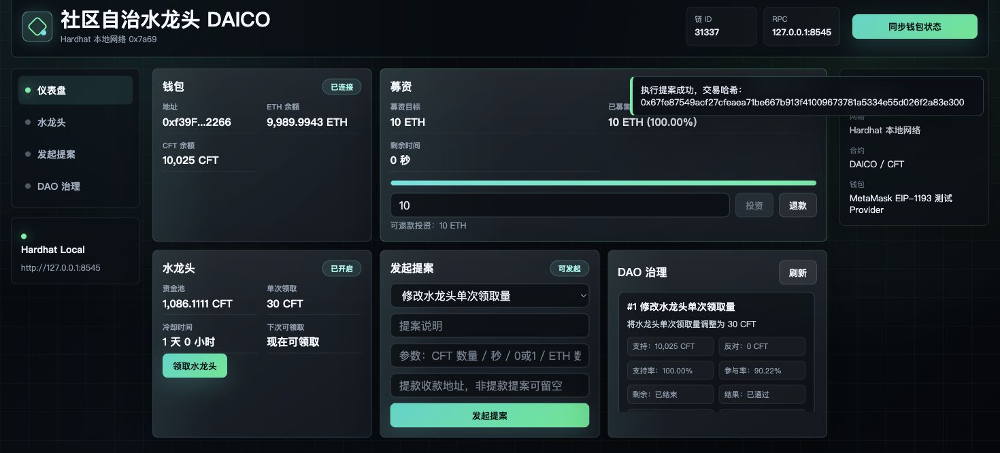 社区自治水龙头 DAICO
Hardhat 本地网络 0x7a69
链 ID
31337
RPC
127.0.0.1:8545
同步钱包状态
仪表盘
水龙头
发起提案
DAO 治理
Hardhat Local
http://127.0.0.1:8545
钱包
已连接
地址
0xf39F...2266
ETH 余额
9,989.9943 ETH
CFT 余额
10,025 CFT
募资
募资目标
10 ETH
已募集
10 ETH (100.00%)
剩余时间
0 秒
10
投资
退款
可退款投资：10 ETH
执行提案成功，交易哈希：
0x67fe87549acf27cfeaea71be667b913f41009673781a5334e55d026f2a83e300
网络
Hardhat 本地网络
合约
DAICO / CFT
钱包
MetaMask EIP-1193 测试
Provider
水龙头
已开启
资金池
1,086.1111 CFT
单次领取
30 CFT
冷却时间
1 天 0 小时
下次可领取
现在可领取
领取水龙头
发起提案
可发起
修改水龙头单次领取量
提案说明
参数：CFT 数量 / 秒 / 0或1 / ETH 数
提款收款地址，非提款提案可留空
发起提案
DAO 治理
刷新
#1 修改水龙头单次领取量
将水龙头单次领取量调整为 30 CFT
支持：10,025 CFT
反对：0 CFT
支持率：100.00%
参与率：90.22%
剩余：已结束
结果：已通过